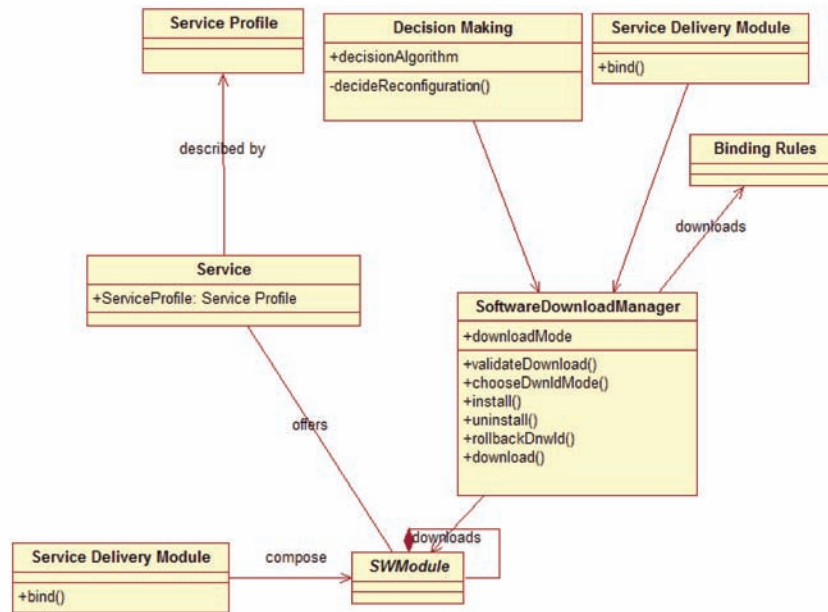 Service Profile
Decision Making
+decisionAlgorithm
-decideReconfiguration()
Service Delivery Module
+bind()
described by
Binding Rules
downloads
Service
+ServiceProfile: Service Profile
SoftwareDownloadManager
+downloadMode
+validateDownload()
+chooseDwnldMode()
+install()
+uninstall()
+rollbackDnwld()
+download()
offers
downloads
Service Delivery Module
+bind()
compose
SWModule